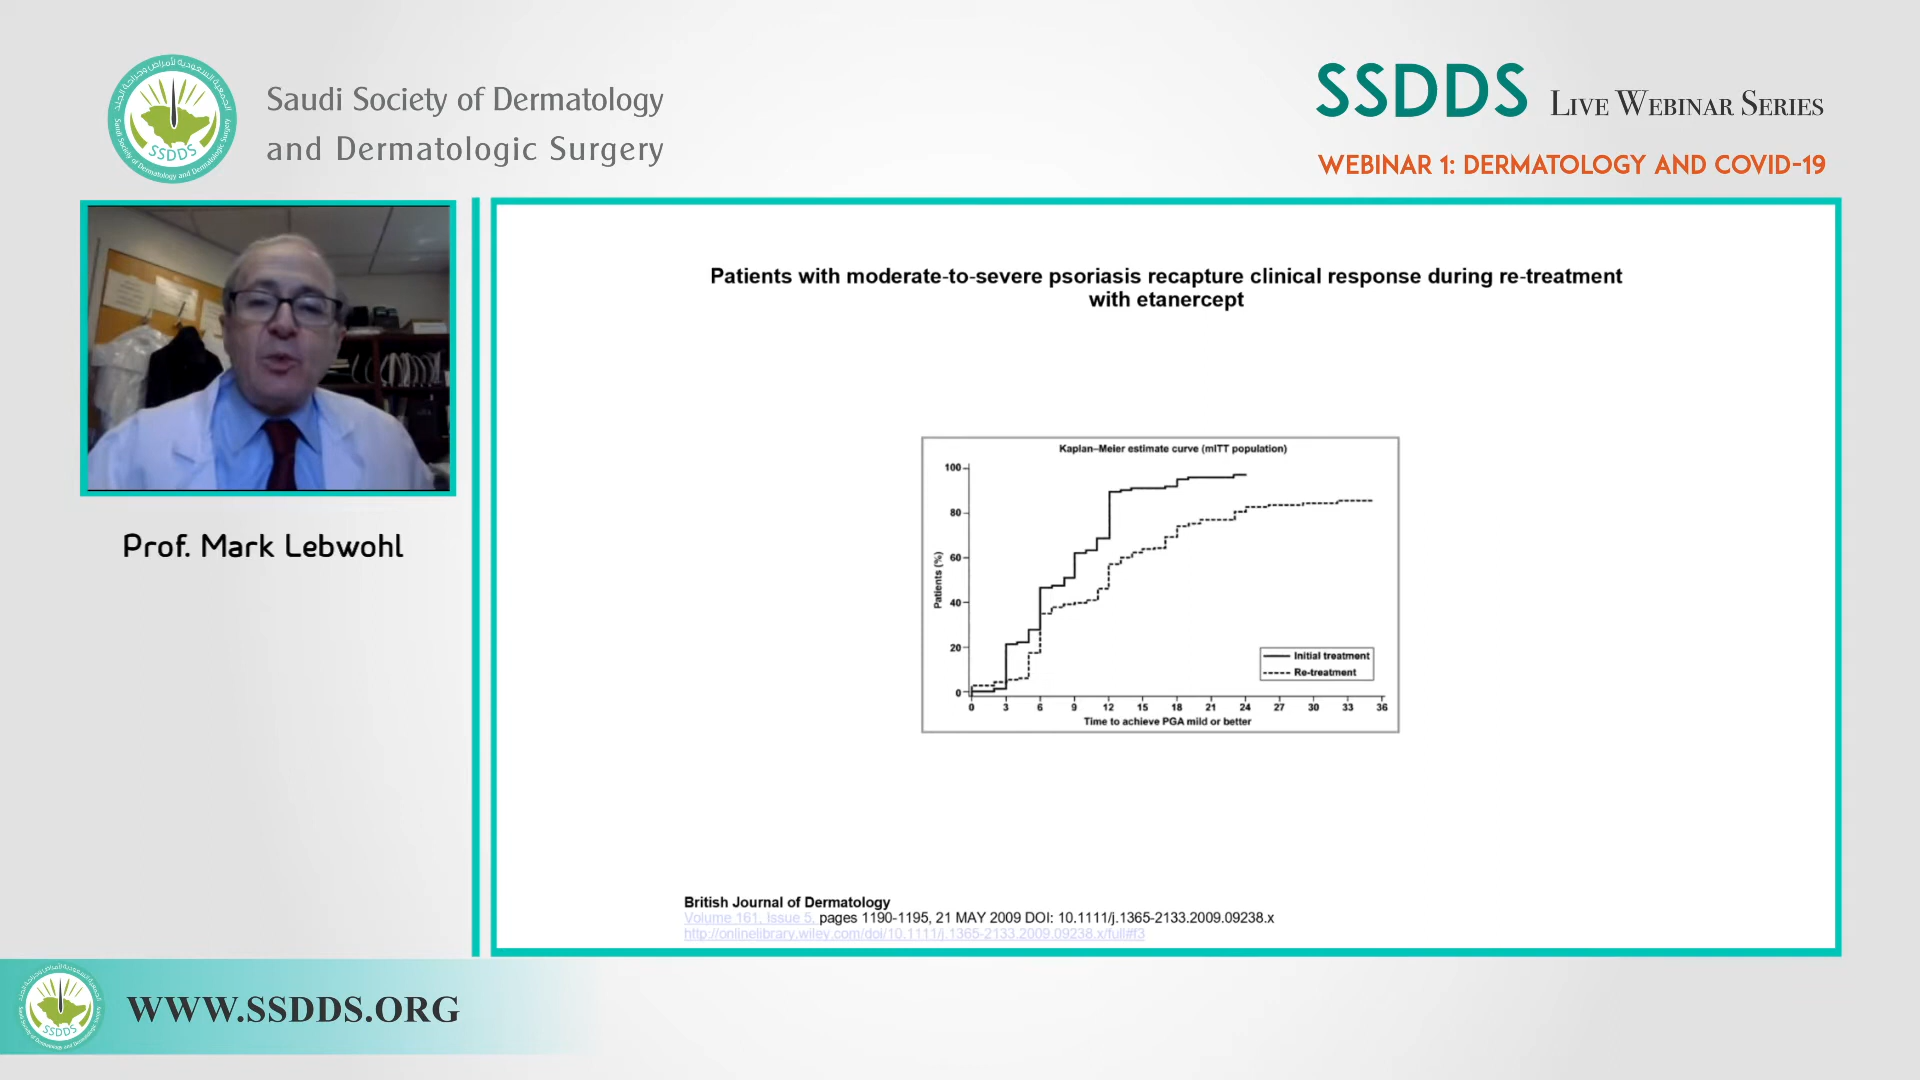 Saudi Society of Dermatology
and Dermatologic Surgery
SSDDS
SSDDS LIVE WEBINAR SERIES
WEBINAR 1: DERMATOLOGY AND COVID-19
Prof. Mark Lebwohl
Patients with moderate-to-severe psoriasis recapture clinical response during re-treatment
with etanercept
Kaplan–Meier estimate curve (mITT population)
Patients (%)
100
80
60
40
20
0
Initial treatment
Re-treatment
0 3 6 9 12 15 18 21 24 27 30 33 36
Time to achieve PGA mild or better
British Journal of Dermatology
Volume 161, Issue 5, pages 1190-1195, 21 MAY 2009 DOI: 10.1111/j.1365-2133.2009.09238.x
http://onlinelibrary.wiley.com/doi/10.1111/j.1365-2133.2009.09238.x/full#f3
SSDDS
WWW.SSDDS.ORG